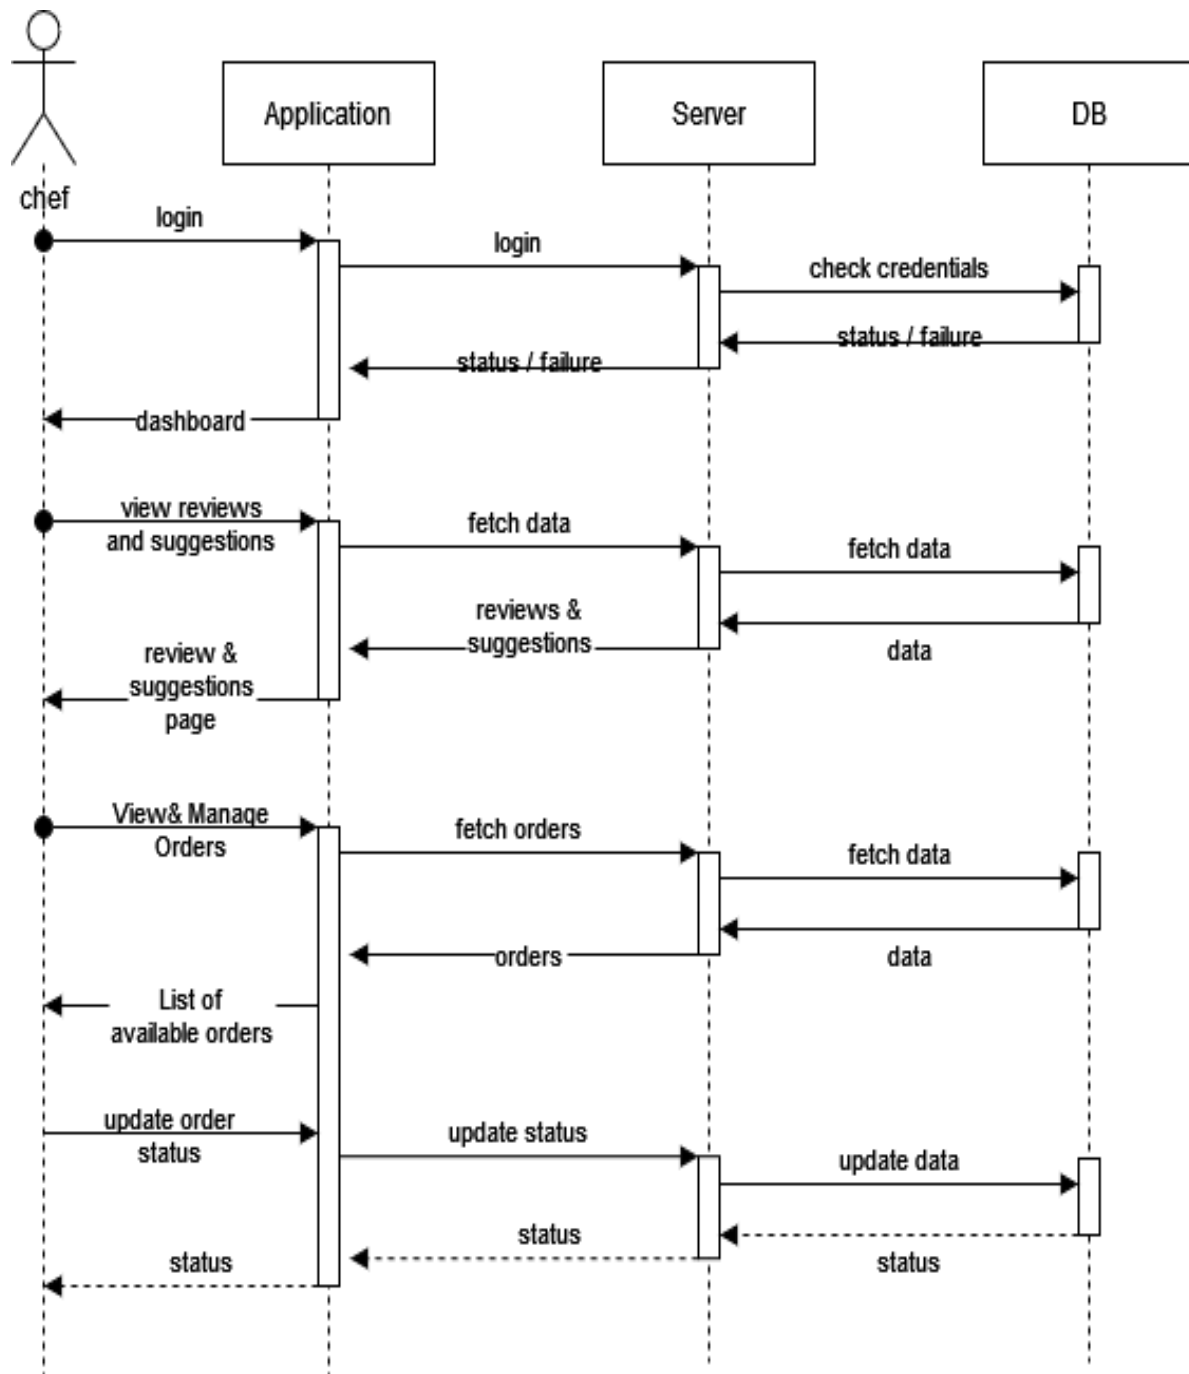 Application
Server
DB
chef
login
login
check credentials
status / failure
status / failure
dashboard
view reviews
and suggestions
fetch data
fetch data
reviews &
suggestions
data
review &
suggestions
page
View& Manage
Orders
fetch orders
fetch data
orders
data
List of
available orders
update order
status
update status
update data
status
status
status